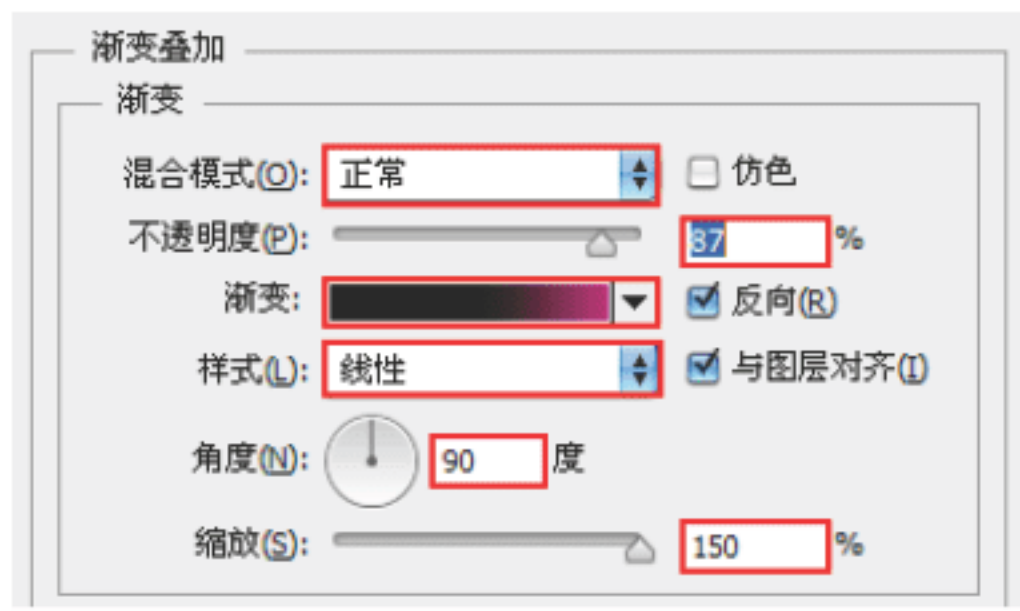 渐变叠加
渐变
混合模式(O): 正常 仿色
不透明度(P): 87 %
渐变: 反向(R)
样式(L): 线性 与图层对齐(I)
角度(N): 90 度
缩放(S): 150 %